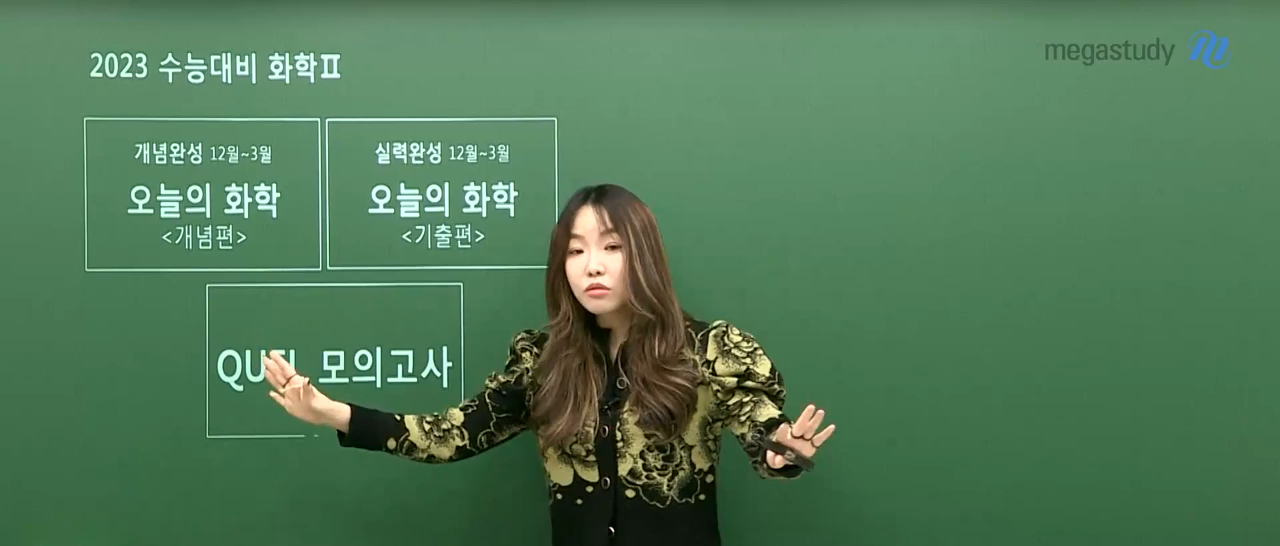 megastudy
2023 수능대비 화학Ⅱ
개념완성 12월~3월
오늘의 화학
<개념편>
실력완성 12월~3월
오늘의 화학
<기출편>
모의고사